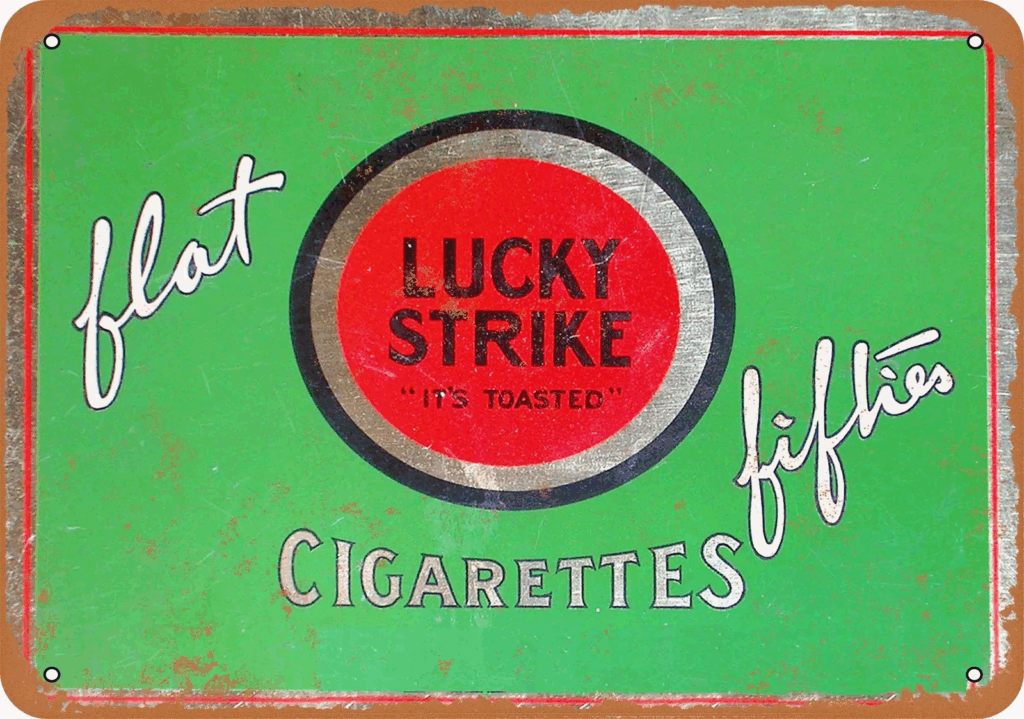 flat
LUCKY
STRIKE
"IT'S TOASTED"
fifties
CIGARETTES